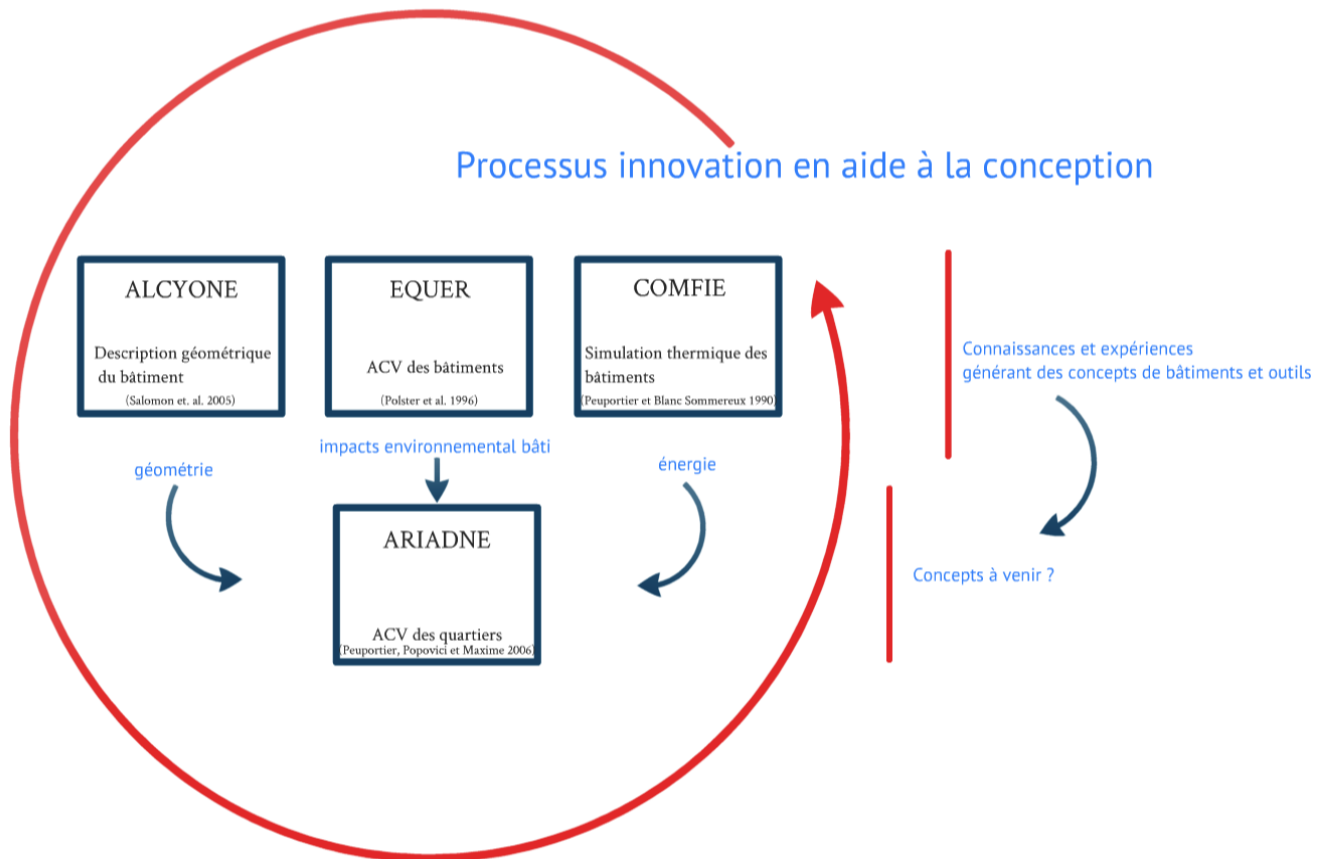 Processus innovation en aide à la conception
ALCYONE
Description géométrique
du bâtiment
(Salomon et. al. 2005)
EQUER
ACV des bâtiments
(Polster et al. 1996)
COMFIE
Simulation thermique des
bâtiments
(Peuportier et Blanc Sommereux 1990)
Connaissances et expériences
générant des concepts de bâtiments et outils
géométrie
impacts environnemental bâti
énergie
ARIADNE
ACV des quartiers
(Peuportier, Popovici et Maxime 2006)
Concepts à venir ?